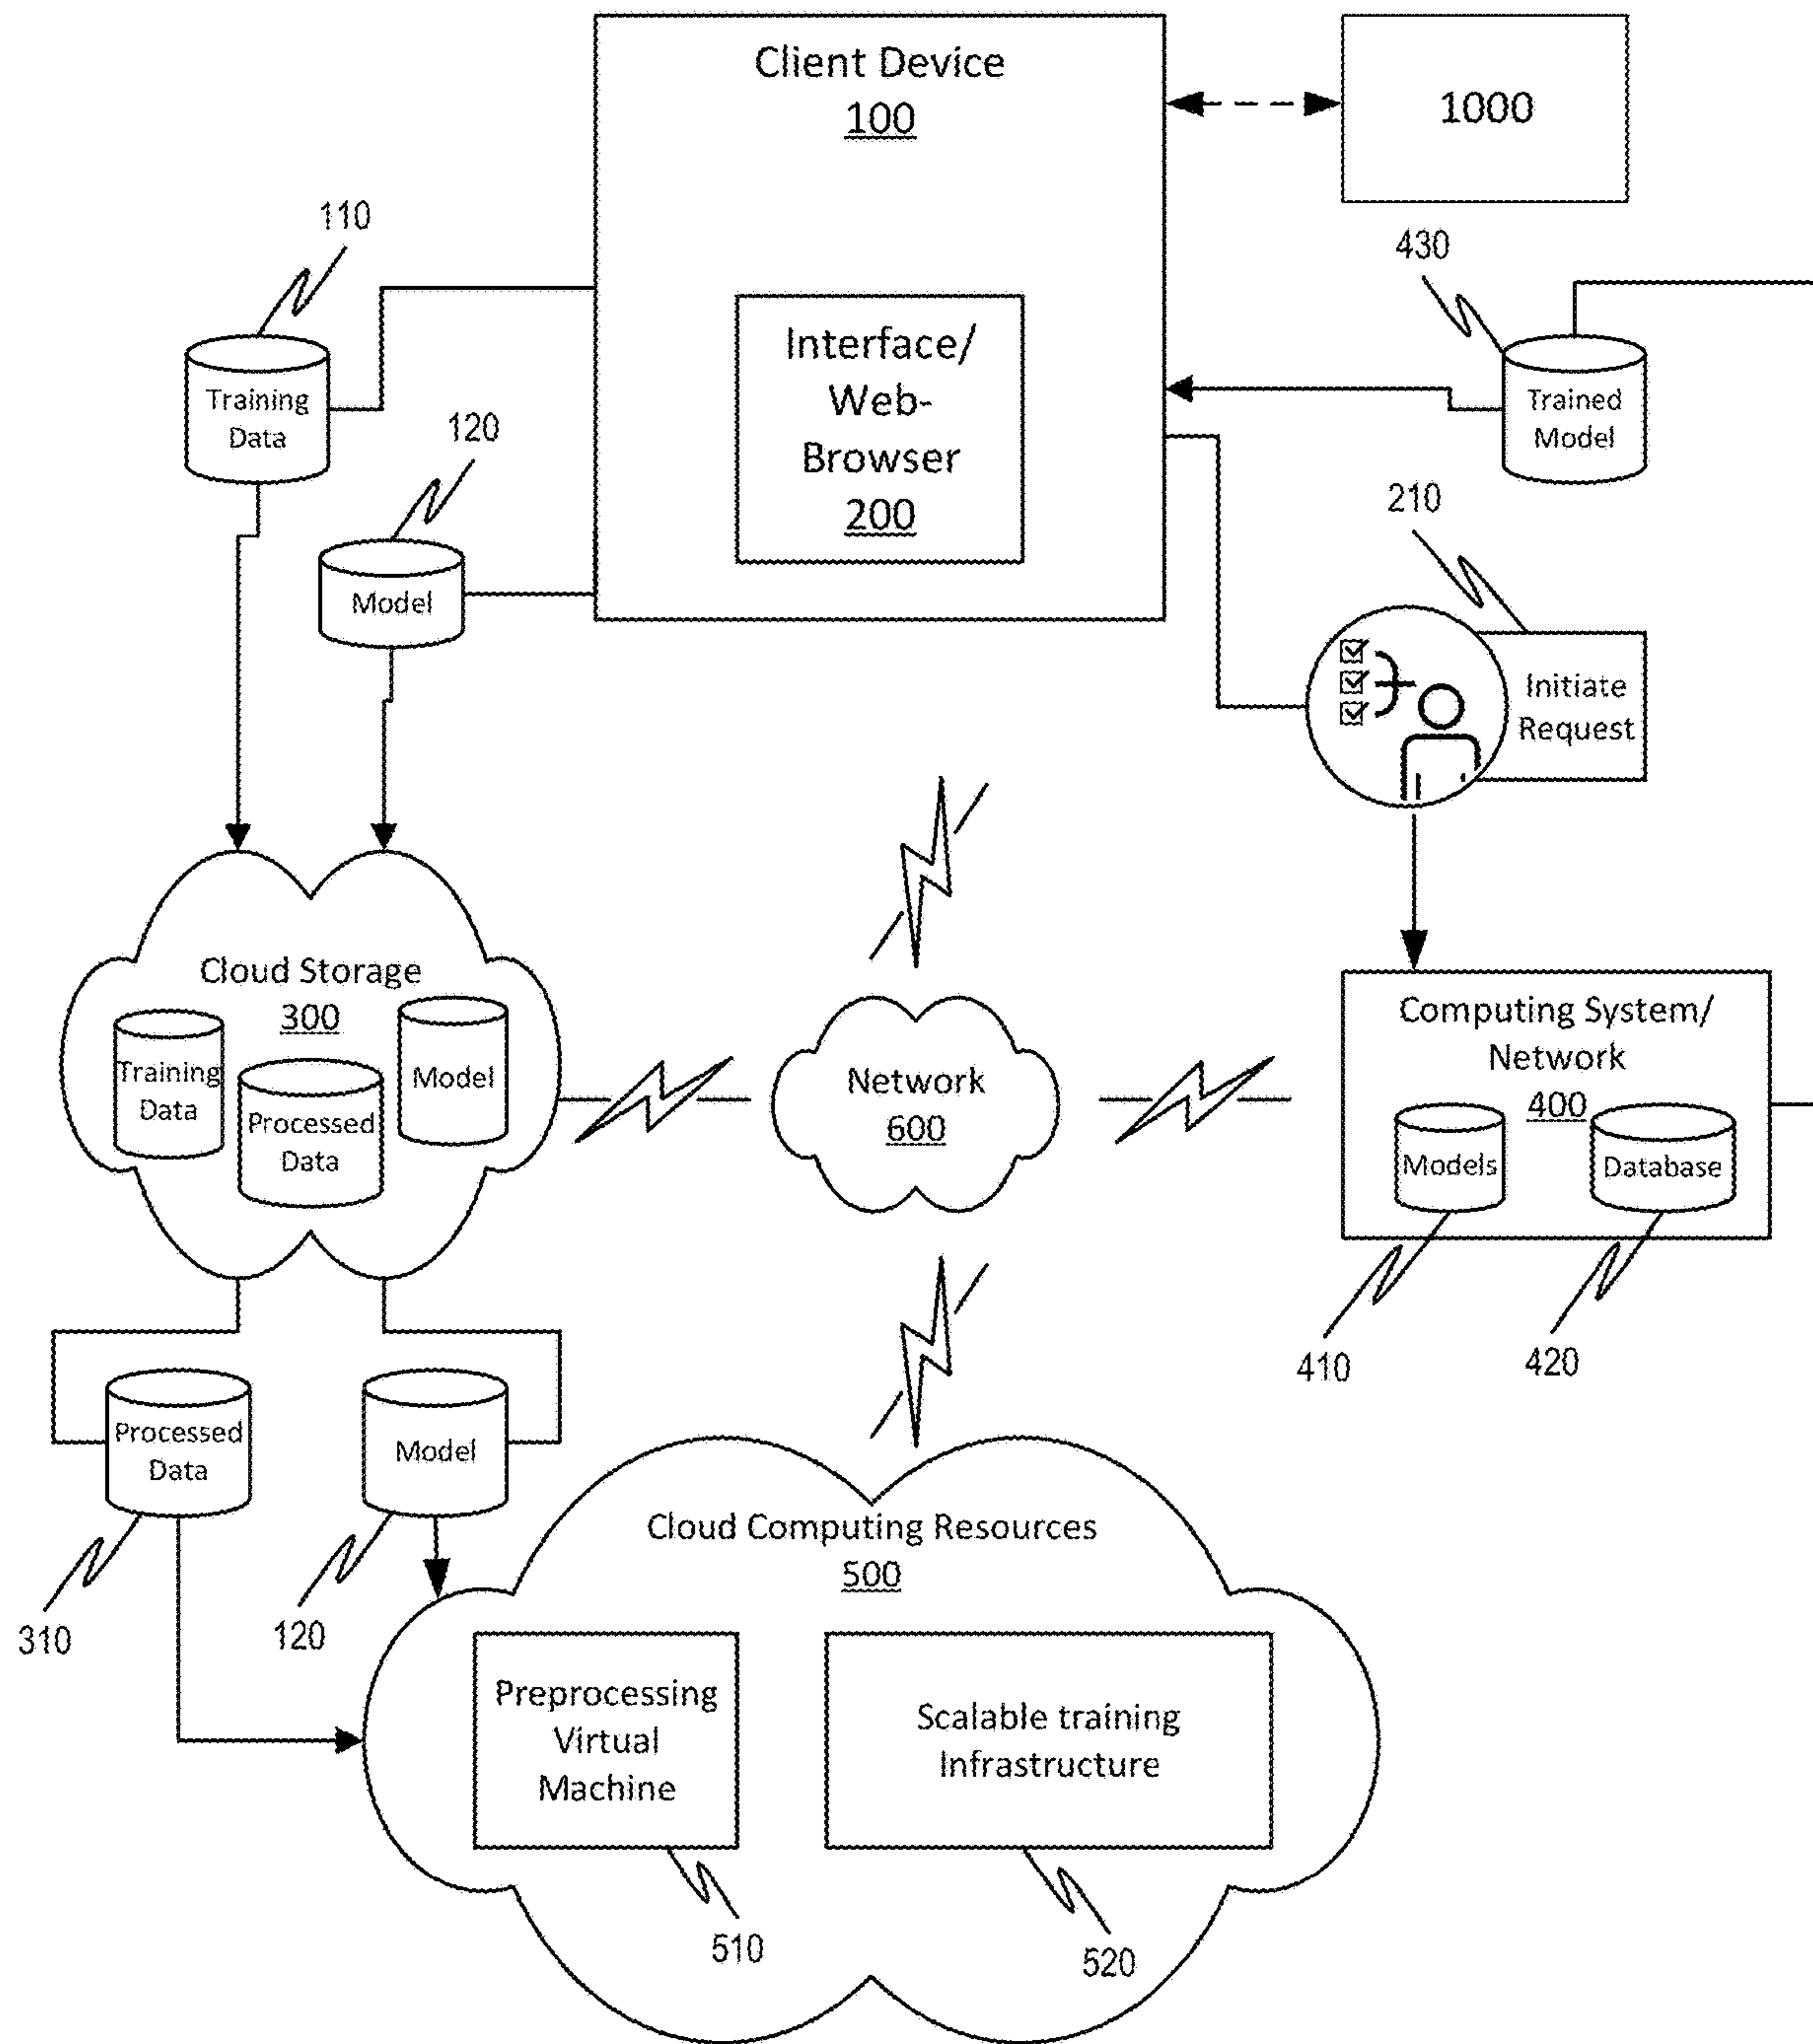 Client Device
100
1000
110
430
Training
Data
Interface/
Web-
Browser
200
Trained
Model
120
210
Model
Initiate
Request
Cloud Storage
300
Training
Data
Processed
Data
Model
Network
600
Computing System/
Network
400
Models
Database
410
420
Processed
Data
Model
310
120
Cloud Computing Resources
500
Preprocessing
Virtual
Machine
Scalable training
Infrastructure
510
520